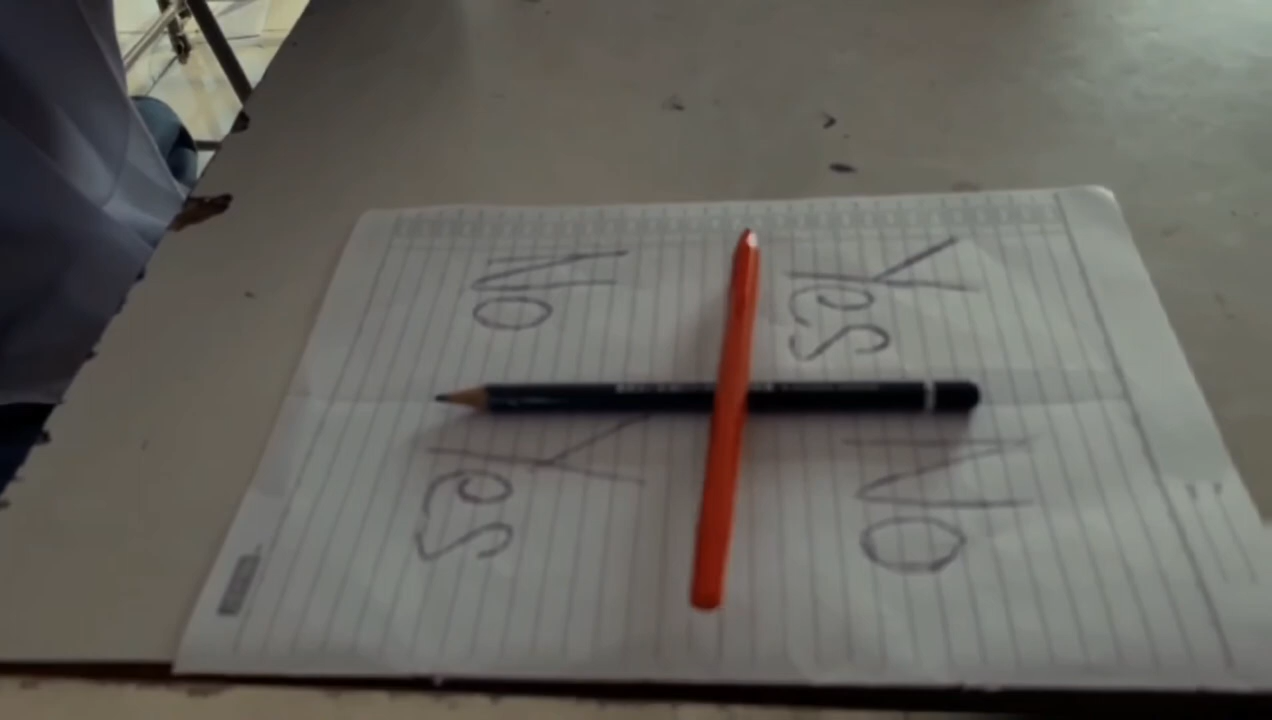 Yes No
No Yes